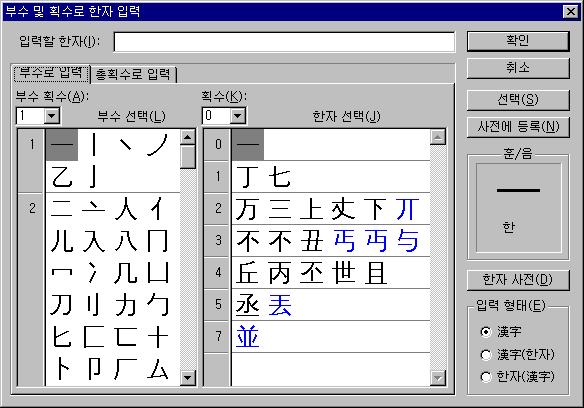 부수 및 획수로 한자 입력
입력할 한자(I):
확인
취소
선택(S)
사전에 등록(N)
부수로 입력 총획수로 입력
부수 획수(A):
1 부수 선택(L)
획수(K):
0 한자 선택(J)
1 一 丨 丶 丿
乙 亅
2 二 亠 人 亻
儿 入 八 冂
冖 冫 几 凵
刀 刂 力 勹
匕 匚 匸 十
卜 卩 厂 厶
0 一
1 丁 七
2 万 三 上 丈 下 丌
3 不 不 丑 丐 丏 与
4 丘 丙 丕 世 且
5 丞 丟
7 並
훈/음
一
한
한자 사전(D)
입력 형태(E)
漢字
漢字(한자)
한자(漢字)